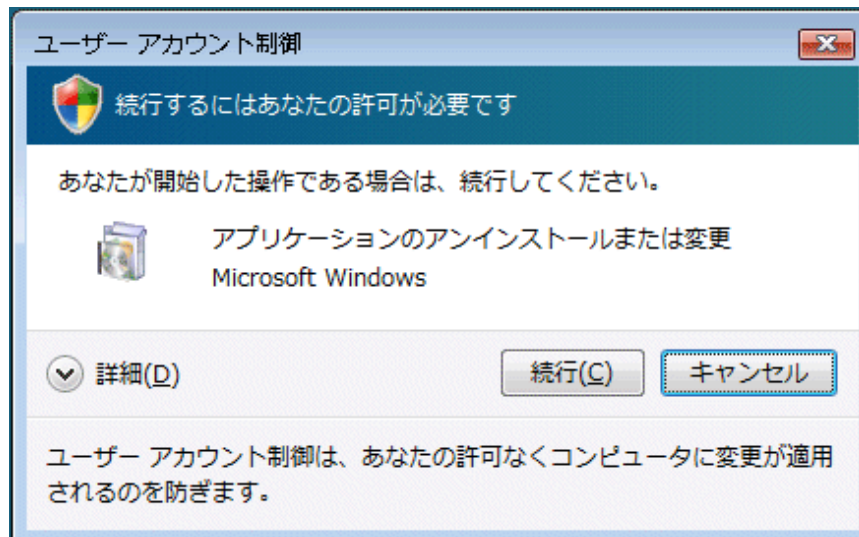 ユーザー アカウント制御
続行するにはあなたの許可が必要です
あなたが開始した操作である場合は、続行してください。
アプリケーションのアンインストールまたは変更
Microsoft Windows
詳細(D)
続行(C)
キャンセル
ユーザー アカウント制御は、あなたの許可なくコンピュータに変更が適用
されるのを防ぎます。